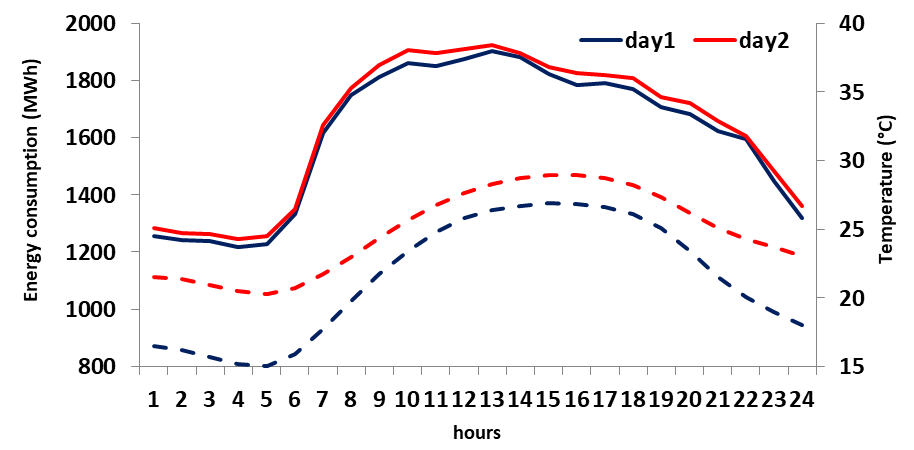 2000
1800
1600
1400
1200
1000
800
Energy consumption (MWh)
day1 day2
40
35
30
25
20
15
Temperature (°C)
1 2 3 4 5 6 7 8 9 10 11 12 13 14 15 16 17 18 19 20 21 22 23 24
hours